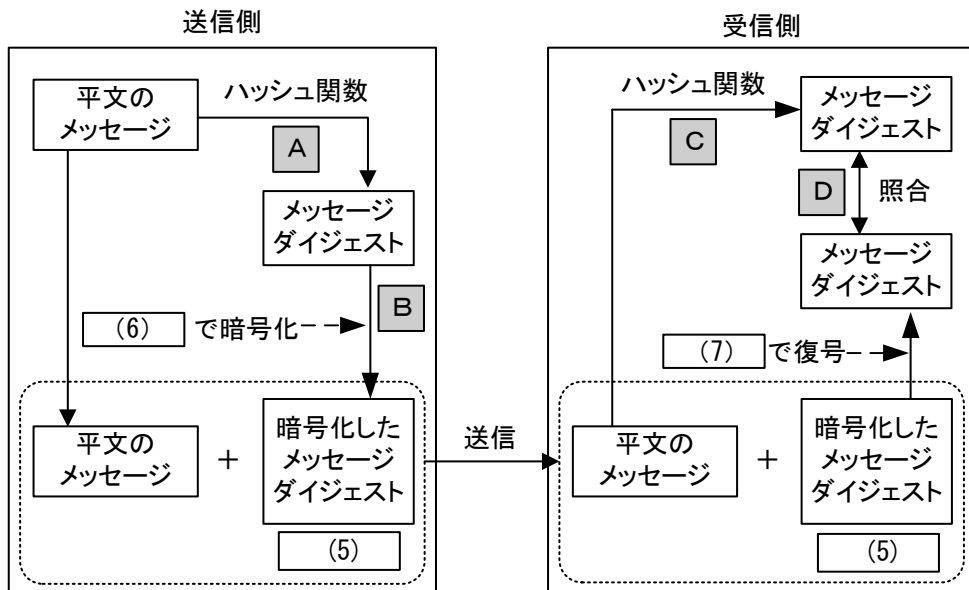 送信側
平文の
メッセージ
ハッシュ関数
A
メッセージ
ダイジェスト
B
(6) で暗号化
平文の
メッセージ
+
暗号化した
メッセージ
ダイジェスト
(5)
送信
受信側
ハッシュ関数
C
メッセージ
ダイジェスト
D
照合
メッセージ
ダイジェスト
(7) で復号
平文の
メッセージ
+
暗号化した
メッセージ
ダイジェスト
(5)